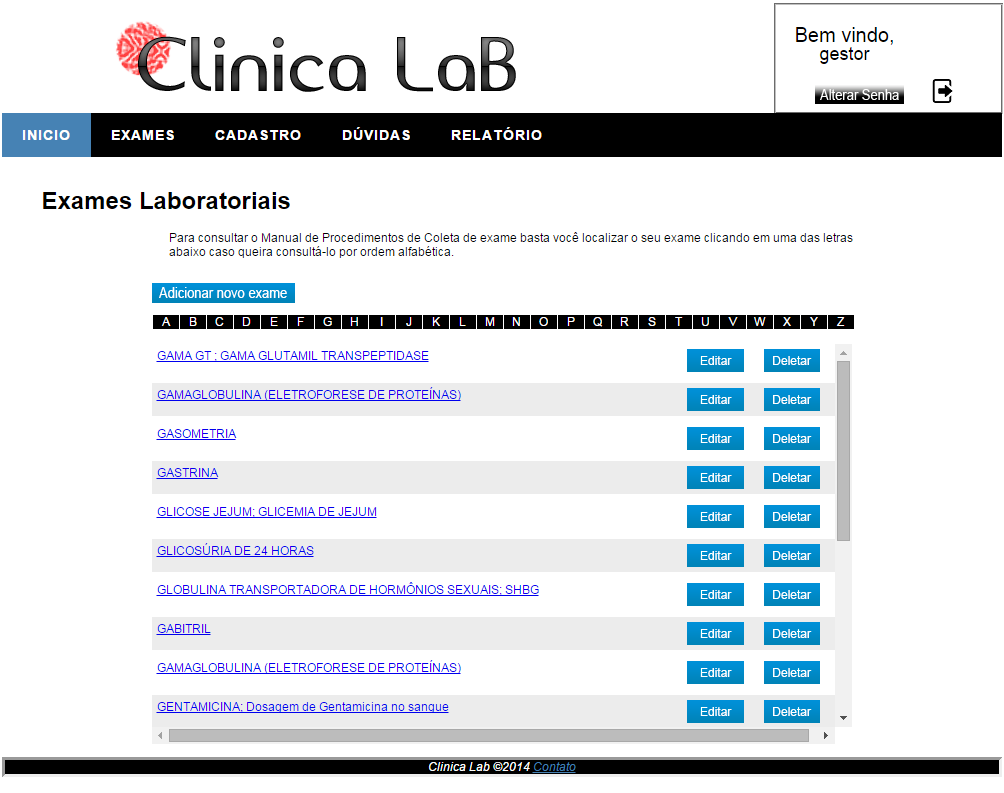 Clinica LaB
Bem vindo,
gestor
Alterar Senha
INICIO EXAMES CADASTRO DÚVIDAS RELATÓRIO
Exames Laboratoriais
Para consultar o Manual de Procedimentos de Coleta de exame basta você localizar o seu exame clicando em uma das letras
abaixo caso queira consultá-lo por ordem alfabética.
Adicionar novo exame
A B C D E F G H I J K L M N O P Q R S T U V W X Y Z
GAMA GT ; GAMA GLUTAMIL TRANSPEPTIDASE Editar Deletar
GAMAGLOBULINA (ELETROFORESE DE PROTEÍNAS) Editar Deletar
GASOMETRIA Editar Deletar
GASTRINA Editar Deletar
GLICOSE JEJUM; GLICEMIA DE JEJUM Editar Deletar
GLICOSÚRIA DE 24 HORAS Editar Deletar
GLOBULINA TRANSPORTADORA DE HORMÔNIOS SEXUAIS; SHBG Editar Deletar
GABITRIL Editar Deletar
GAMAGLOBULINA (ELETROFORESE DE PROTEÍNAS) Editar Deletar
GENTAMICINA; Dosagem de Gentamicina no sangue Editar Deletar
Clinica Lab ©2014 Contato